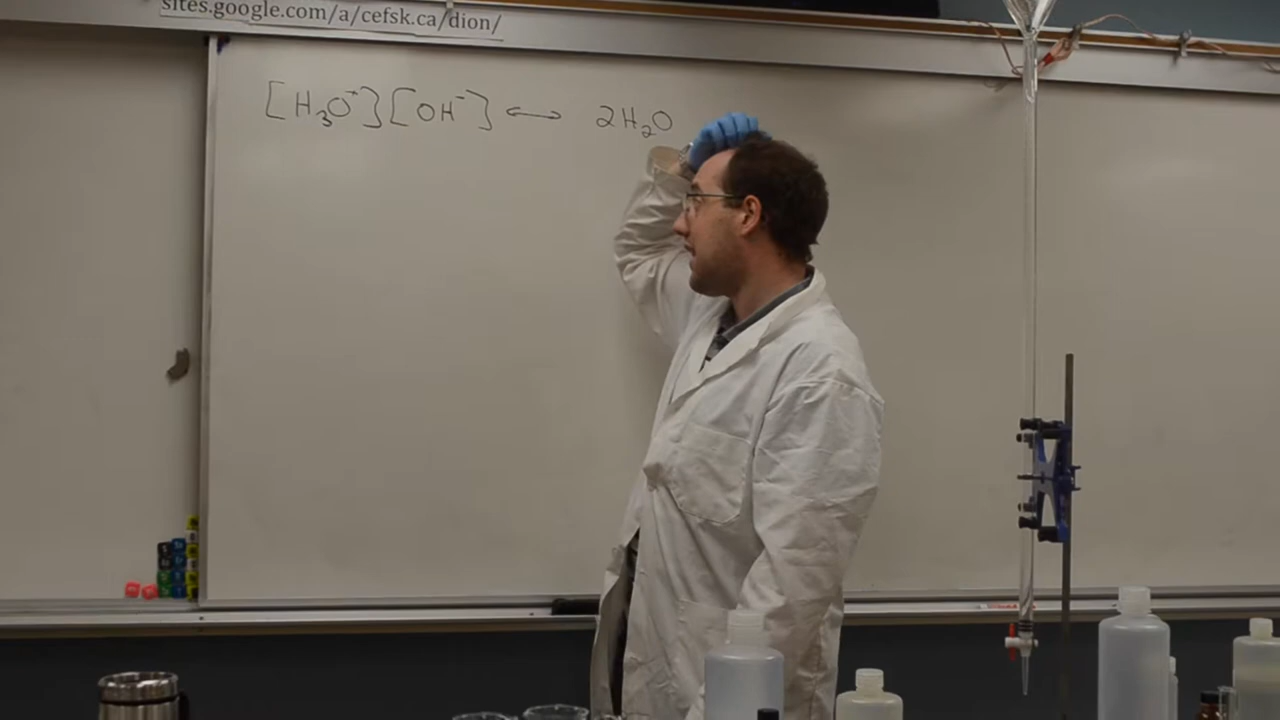 sites.google.com/a/cefsk.ca/dion/
[H₃O⁺][OH⁻] ↔ 2H₂O